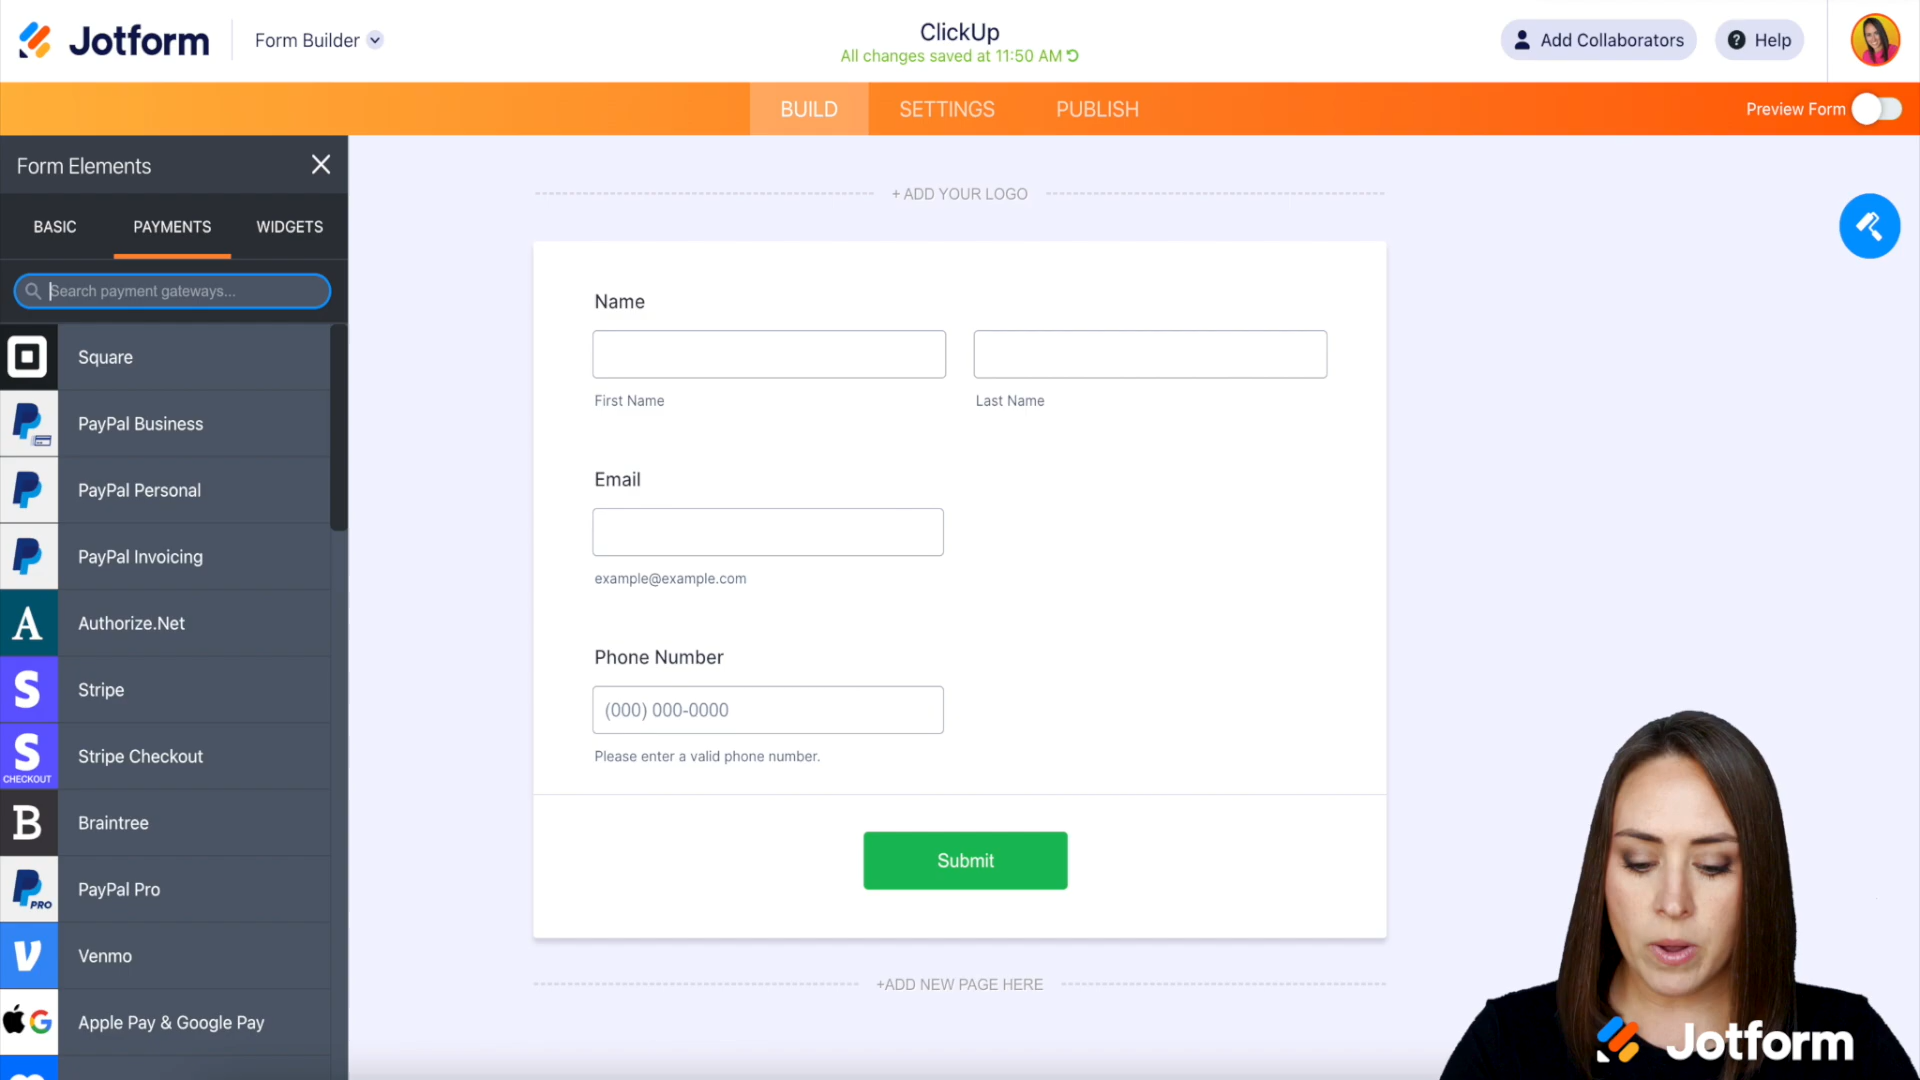 Jotform
Form Builder
ClickUp
All changes saved at 11:50 AM
Add Collaborators
? Help
BUILD
SETTINGS
PUBLISH
Preview Form
Form Elements
BASIC
PAYMENTS
WIDGETS
Search payment gateways...
Square
PayPal Business
PayPal Personal
PayPal Invoicing
A Authorize.Net
S Stripe
S CHECKOUT Stripe Checkout
B Braintree
PRO PayPal Pro
V Venmo
G Apple Pay & Google Pay
+ ADD YOUR LOGO
Name
First Name
Last Name
Email
example@example.com
Phone Number
(000) 000-0000
Please enter a valid phone number.
Submit
+ADD NEW PAGE HERE
Jotform